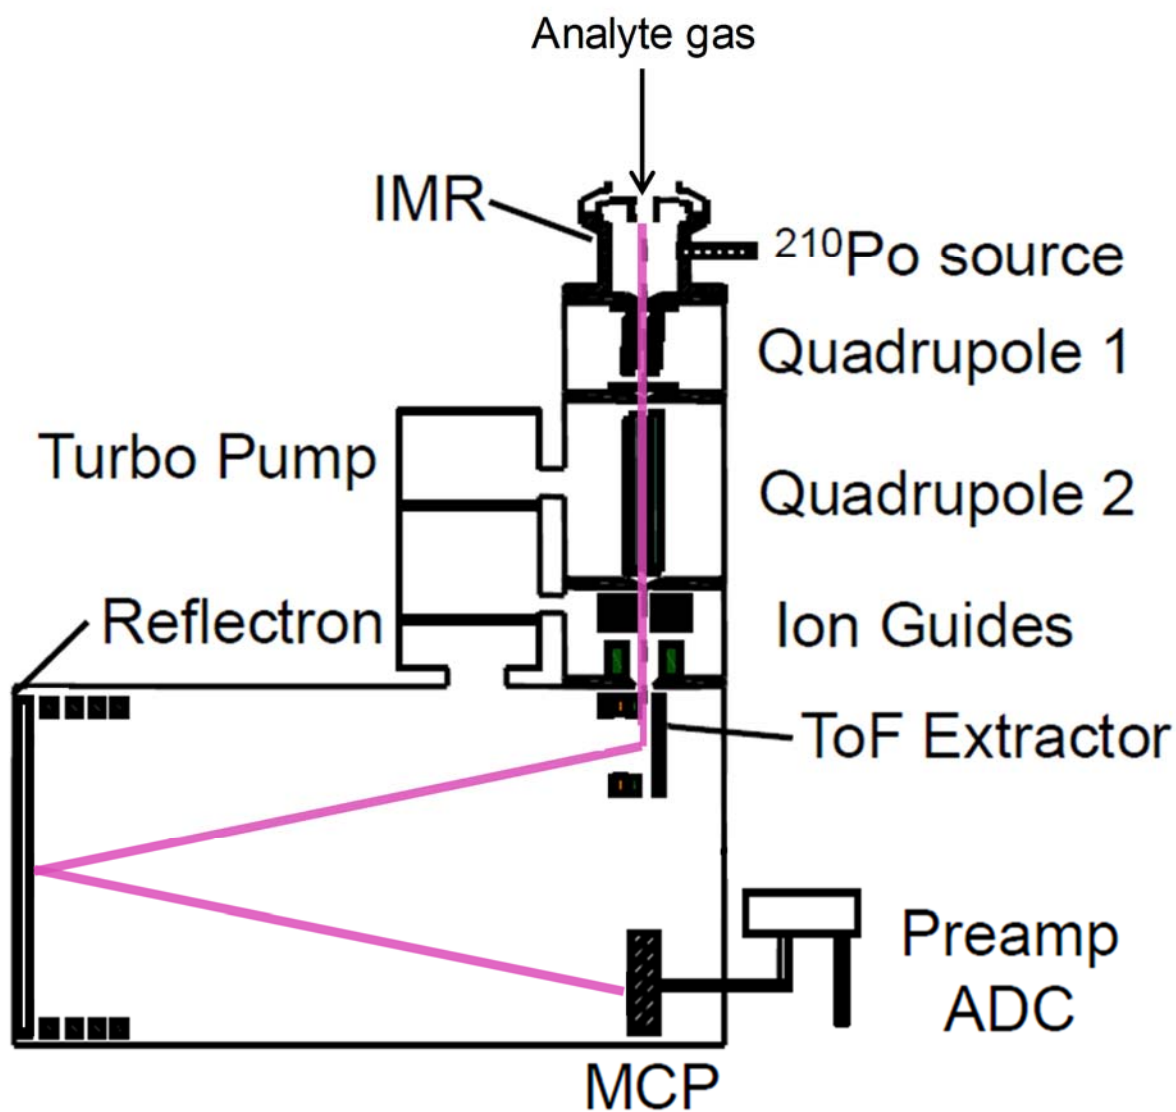 Analyte gas
IMR
²¹⁰Po source
Quadrupole 1
Turbo Pump
Quadrupole 2
Reflectron
Ion Guides
ToF Extractor
Preamp
ADC
MCP